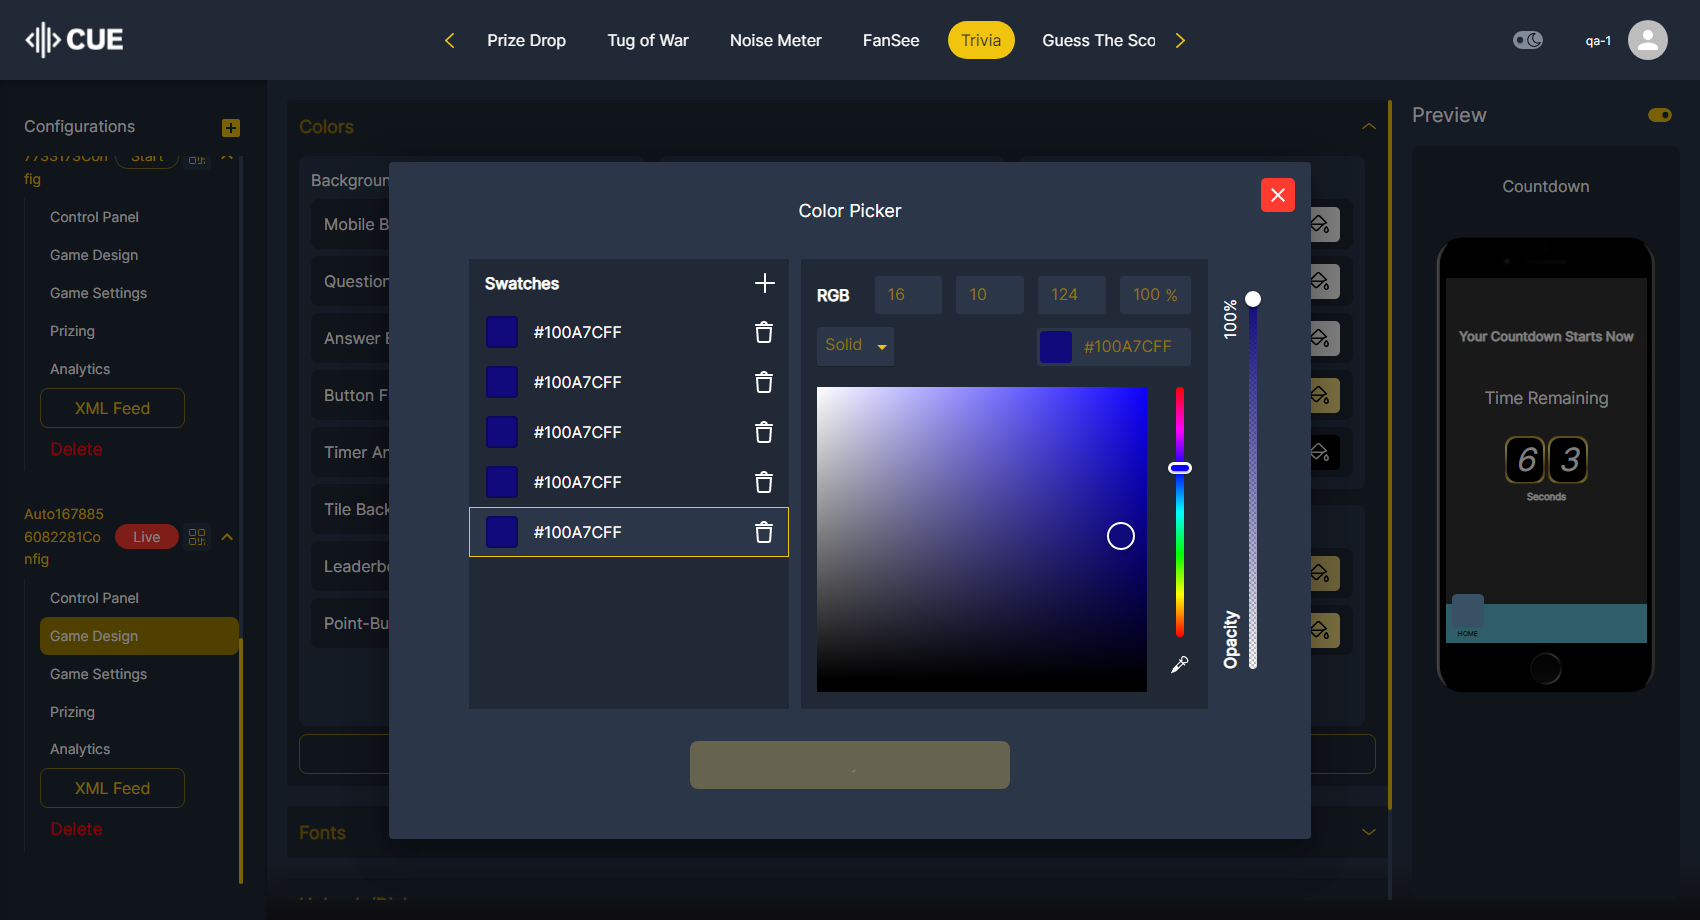 CUE
Prize Drop
Tug of War
Noise Meter
FanSee
Trivia
Guess The Sco
qa-1
Configurations
fig
Control Panel
Game Design
Game Settings
Prizing
Analytics
XML Feed
Delete
Auto167885
6082281Co
nfig
Live
Control Panel
Game Design
Game Settings
Prizing
Analytics
XML Feed
Delete
Colors
Backgroun
Mobile B
Question
Answer
Button F
Timer An
Tile Back
Leaderb
Point-Bu
Fonts
Color Picker
Swatches
#100A7CFF
#100A7CFF
#100A7CFF
#100A7CFF
#100A7CFF
RGB
16
10
124
100 %
Solid
#100A7CFF
100%
Opacity
Preview
Countdown
Your Countdown Starts Now
Time Remaining
6 3
Seconds
HOME